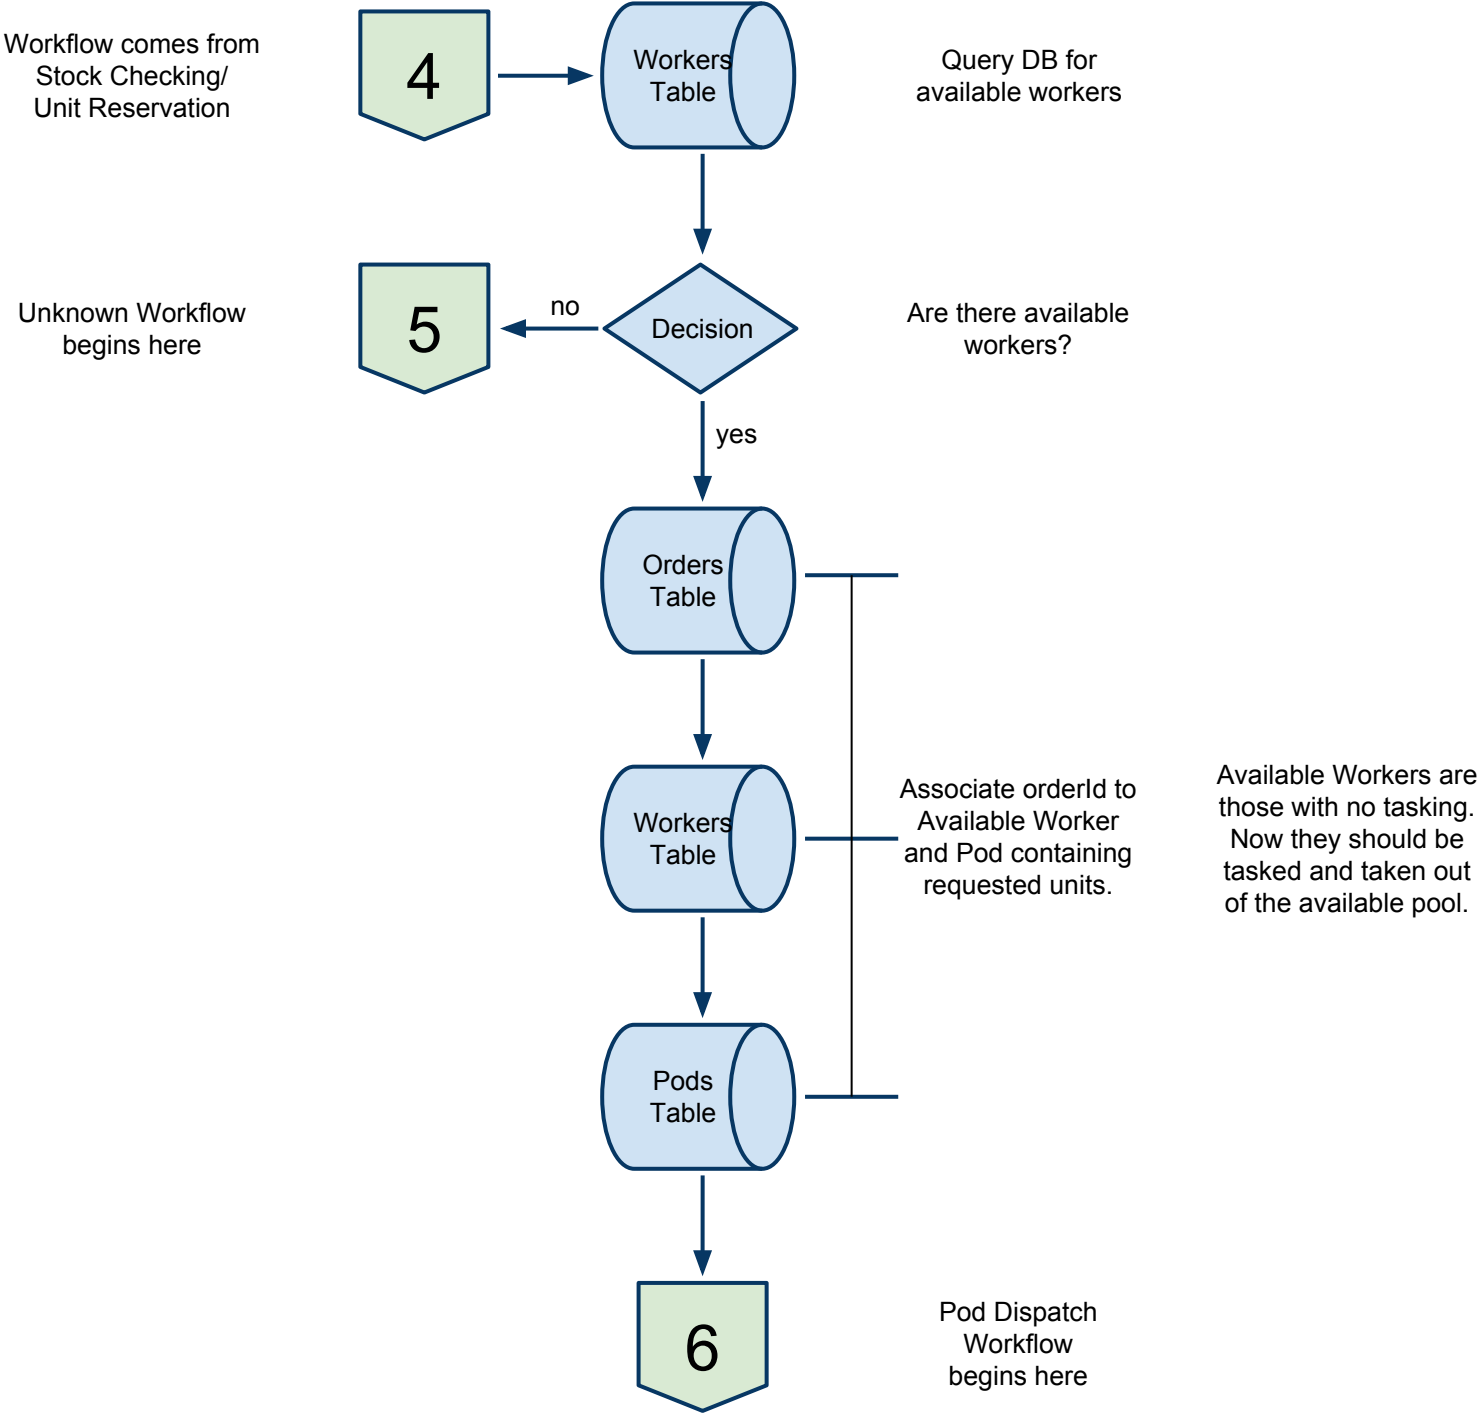 Workflow comes from
Stock Checking/
Unit Reservation
4
Workers
Table
Query DB for
available workers
Unknown Workflow
begins here
5
no
Decision
Are there available
workers?
yes
Orders
Table
Workers
Table
Associate orderId to
Available Worker
and Pod containing
requested units.
Available Workers are
those with no tasking.
Now they should be
tasked and taken out
of the available pool.
Pods
Table
6
Pod Dispatch
Workflow
begins here